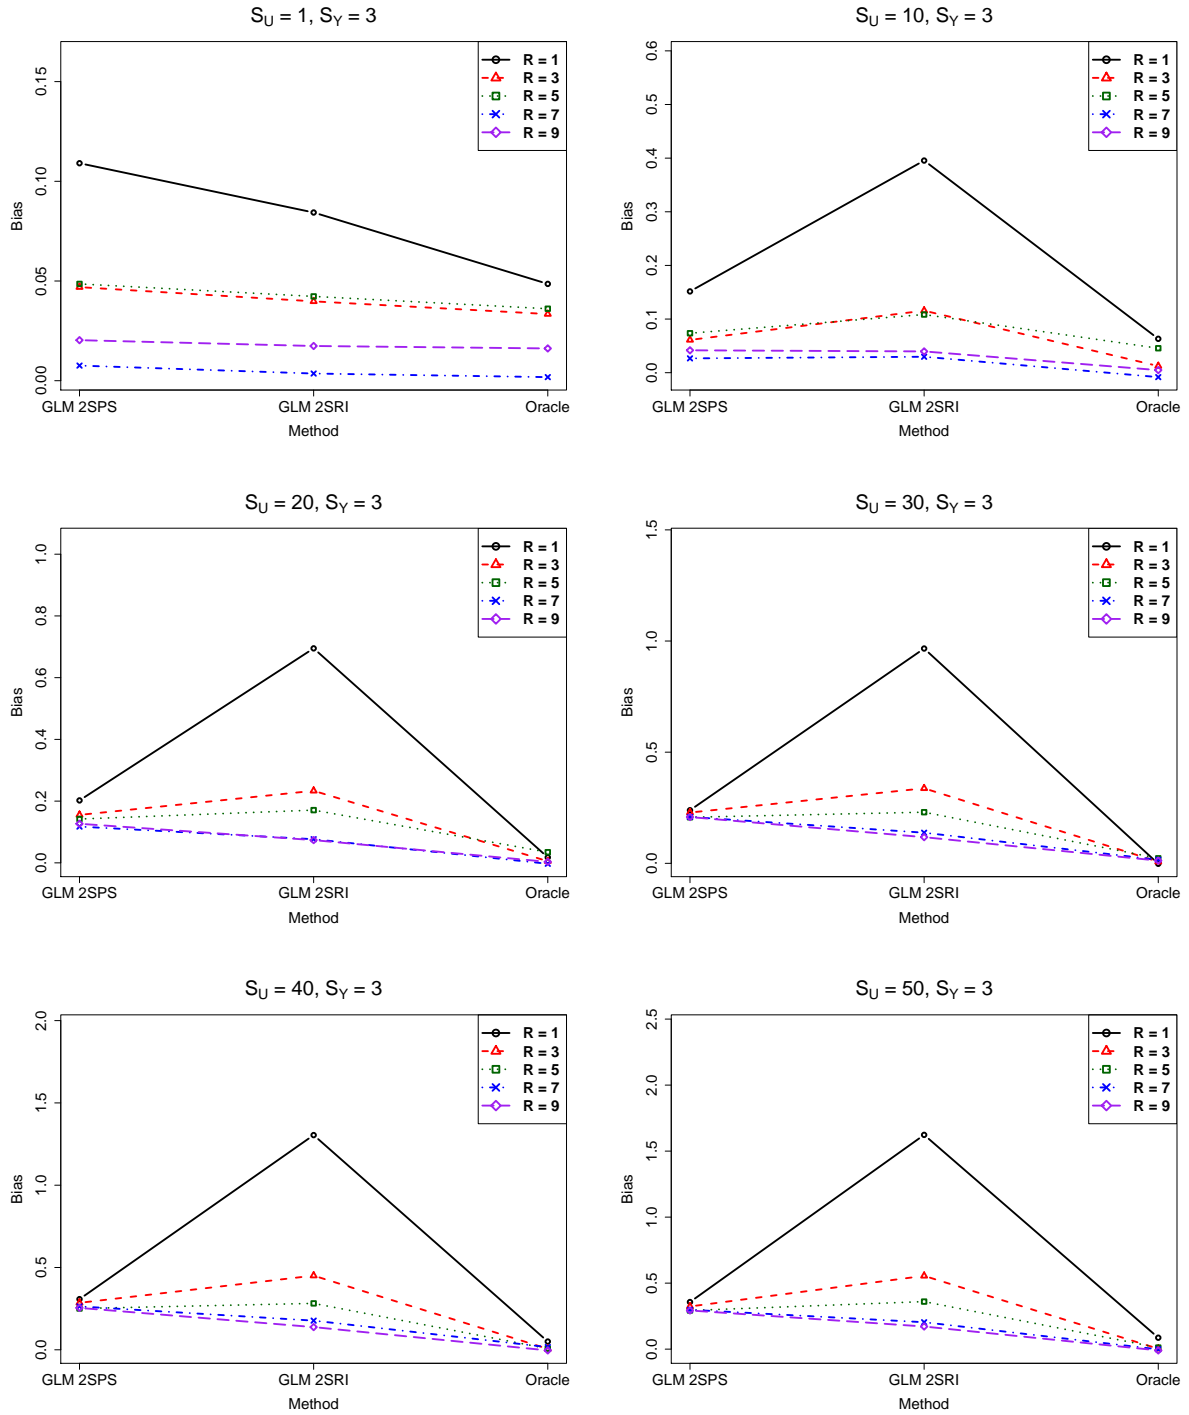 S_U = 1, S_Y = 3
R = 1
R = 3
R = 5
R = 7
R = 9
0.15
0.10
0.05
0.00
Bias
GLM 2SPS GLM 2SRI Oracle
Method
S_U = 10, S_Y = 3
R = 1
R = 3
R = 5
R = 7
R = 9
0.6
0.5
0.4
0.3
0.2
0.1
0.0
Bias
GLM 2SPS GLM 2SRI Oracle
Method
S_U = 20, S_Y = 3
R = 1
R = 3
R = 5
R = 7
R = 9
1.0
0.8
0.6
0.4
0.2
0.0
Bias
GLM 2SPS GLM 2SRI Oracle
Method
S_U = 30, S_Y = 3
R = 1
R = 3
R = 5
R = 7
R = 9
1.5
1.0
0.5
0.0
Bias
GLM 2SPS GLM 2SRI Oracle
Method
S_U = 40, S_Y = 3
R = 1
R = 3
R = 5
R = 7
R = 9
2.0
1.5
1.0
0.5
0.0
Bias
GLM 2SPS GLM 2SRI Oracle
Method
S_U = 50, S_Y = 3
R = 1
R = 3
R = 5
R = 7
R = 9
2.5
2.0
1.5
1.0
0.5
0.0
Bias
GLM 2SPS GLM 2SRI Oracle
Method